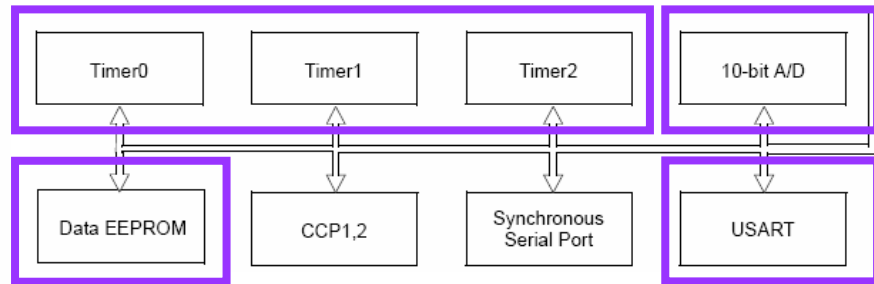 Timer0
Timer1
Timer2
10-bit A/D
Data EEPROM
CCP1,2
Synchronous
Serial Port
USART